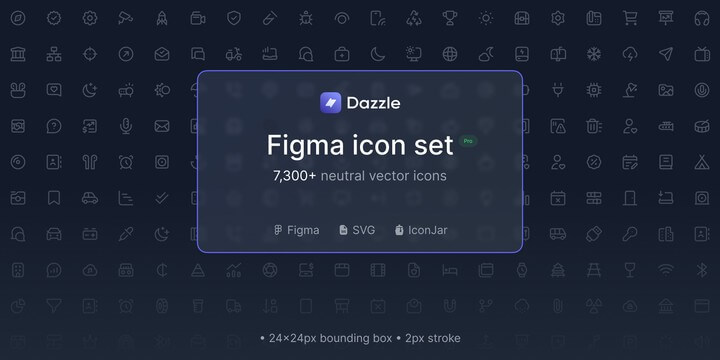 Dazzle
Figma icon set Pro
7,300+ neutral vector icons
Figma SVG IconJar
• 24×24px bounding box • 2px stroke